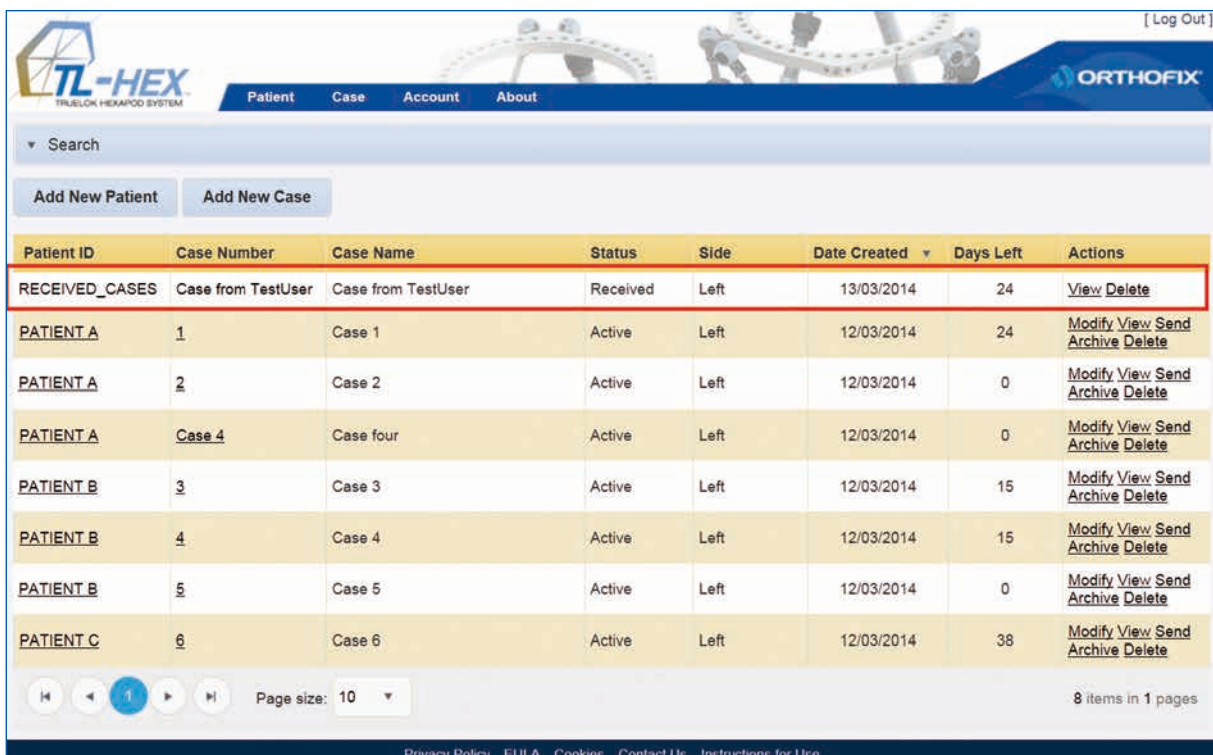 [ Log Out ]
TL-HEX
TRUELOK HEXAPOD SYSTEM
ORTHOFIX
Patient Case Account About
Search
Add New Patient Add New Case
Patient ID Case Number Case Name Status Side Date Created Days Left Actions
RECEIVED_CASES Case from TestUser Case from TestUser Received Left 13/03/2014 24 View Delete
PATIENT A 1 Case 1 Active Left 12/03/2014 24 Modify View Send
Archive Delete
PATIENT A 2 Case 2 Active Left 12/03/2014 0 Modify View Send
Archive Delete
PATIENT A Case 4 Case four Active Left 12/03/2014 0 Modify View Send
Archive Delete
PATIENT B 3 Case 3 Active Left 12/03/2014 15 Modify View Send
Archive Delete
PATIENT B 4 Case 4 Active Left 12/03/2014 15 Modify View Send
Archive Delete
PATIENT B 5 Case 5 Active Left 12/03/2014 0 Modify View Send
Archive Delete
PATIENT C 6 Case 6 Active Left 12/03/2014 38 Modify View Send
Archive Delete
1 Page size: 10 8 items in 1 pages
Privacy Policy EULA Cookies Contact Us Instructions for Use